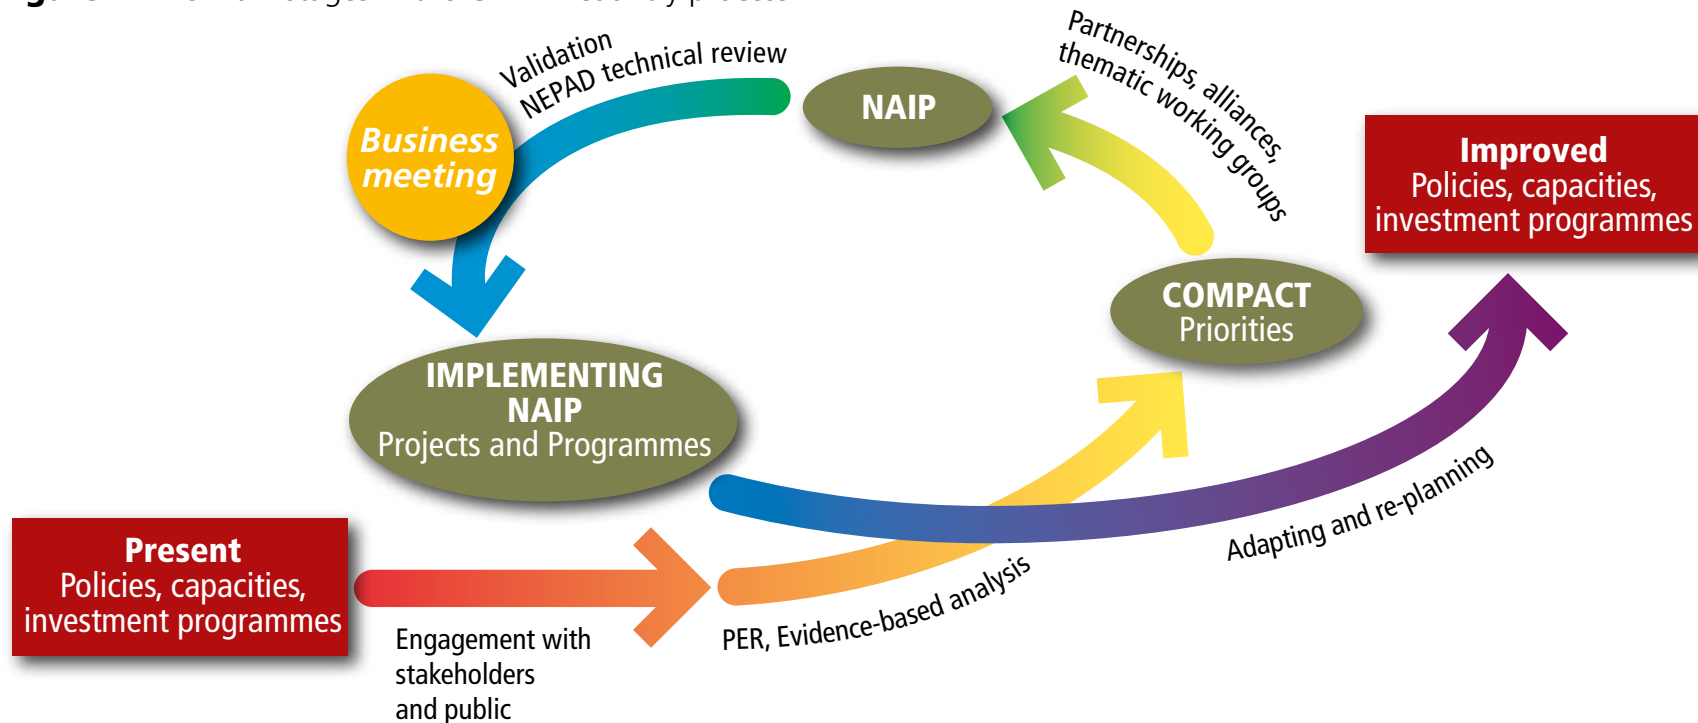 Validation
NEPAD technical review
Business
meeting
NAIP
Partnerships, alliances,
thematic working groups
Improved
Policies, capacities,
investment programmes
COMPACT
Priorities
IMPLEMENTING
NAIP
Projects and Programmes
Adapting and re-planning
Present
Policies, capacities,
investment programmes
Engagement with
stakeholders
and public
PER, Evidence-based analysis